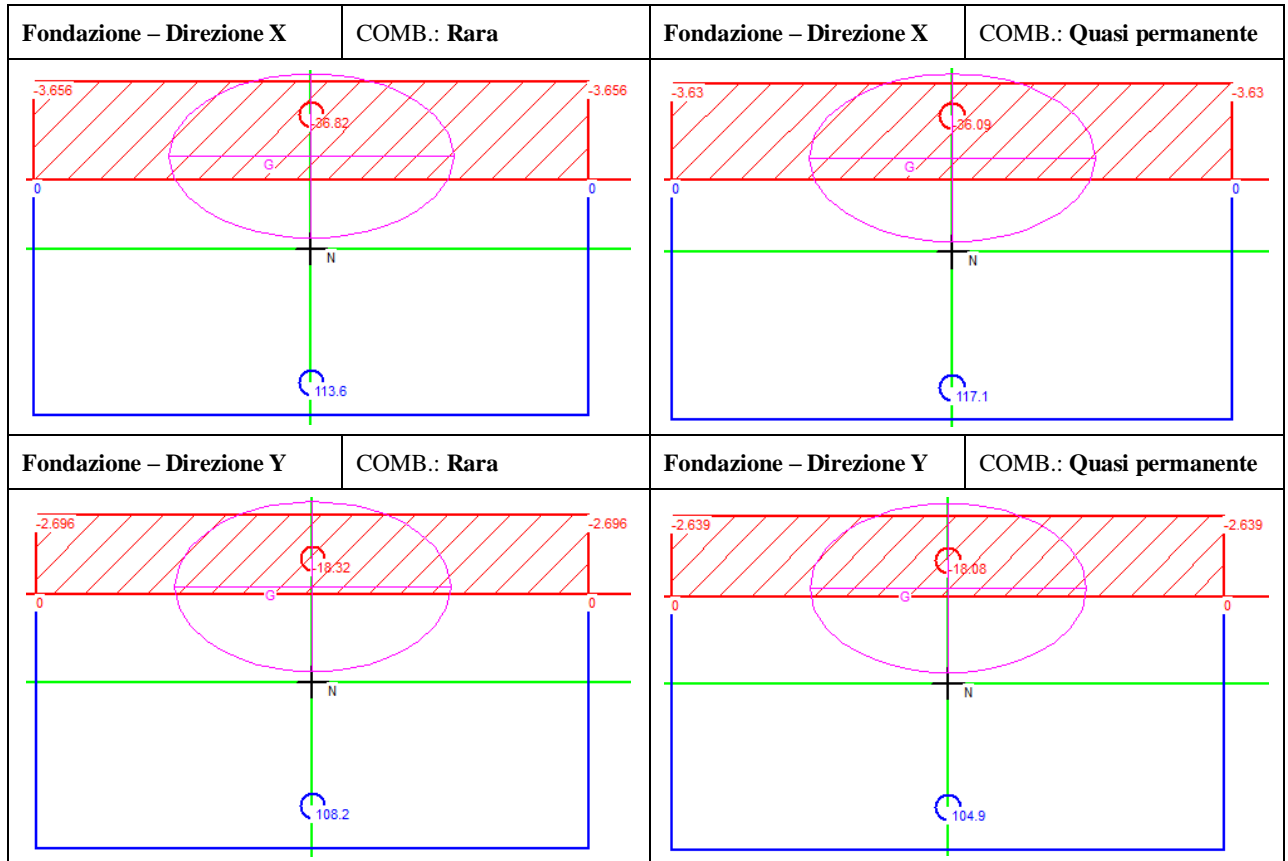 Fondazione – Direzione X COMB.: Rara Fondazione – Direzione X COMB.: Quasi permanente
-3.656 -3.656 -3.63 -3.63
-36.82 -36.09
G G
0 0 0 0
N N
113.6 117.1
Fondazione – Direzione Y COMB.: Rara Fondazione – Direzione Y COMB.: Quasi permanente
-2.696 -2.696 -2.639 -2.639
-18.32 -18.08
G G
0 0 0 0
N N
108.2 104.9